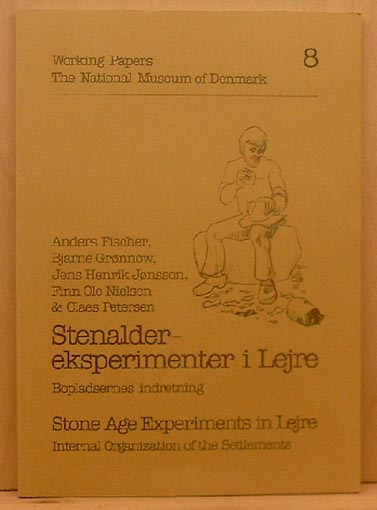 Working Papers 8
The National Museum of Denmark
Anders Fischer,
Bjarne Grønnow,
Jens Henrik Jønsson,
Finn Ole Nielsen
& Claes Petersen
Stenalder-
eksperimenter i Lejre
Bopladsernes indretning
Stone Age Experiments in Lejre
Internal Organization of the Settlements